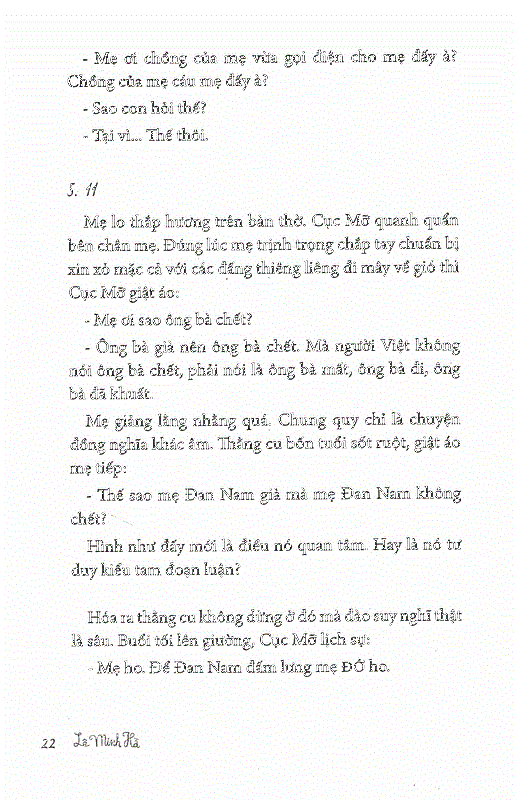 - Mẹ ơi chồng của mẹ vừa gọi điện cho mẹ đấy à?
Chồng của mẹ cáu mẹ đấy à?
- Sao con hỏi thế?
- Tại vì... Thế thôi.
5. 11
Mẹ lo thắp hương trên bàn thờ. Cục Mỡ quanh quẩn
bên chân mẹ. Đúng lúc mẹ trịnh trọng chắp tay chuẩn bị
xin xỏ mặc cả với các đấng thiêng liêng đi mây về gió thì
Cục Mỡ giật áo:
- Mẹ ơi sao ông bà chết?
- Ông bà già nên ông bà chết. Mà người Việt không
nói ông bà chết, phải nói là ông bà mất, ông bà đi, ông
bà đã khuất.
Mẹ giảng lằng nhằng quá. Chung quy chỉ là chuyện
đồng nghĩa khác âm. Thằng cu bốn tuổi sốt ruột, giật áo
mẹ tiếp:
- Thế sao mẹ Đan Nam già mà mẹ Đan Nam không
chết?
Hình như đấy mới là điều nó quan tâm. Hay là nó tư
duy kiểu tam đoạn luận?
Hóa ra thằng cu không dừng ở đó mà đào suy nghĩ thật
là sâu. Buổi tối lên giường, Cục Mỡ lịch sự:
- Mẹ ho. Để Đan Nam đấm lưng mẹ ĐỠ ho.
22 Lê Minh Hà